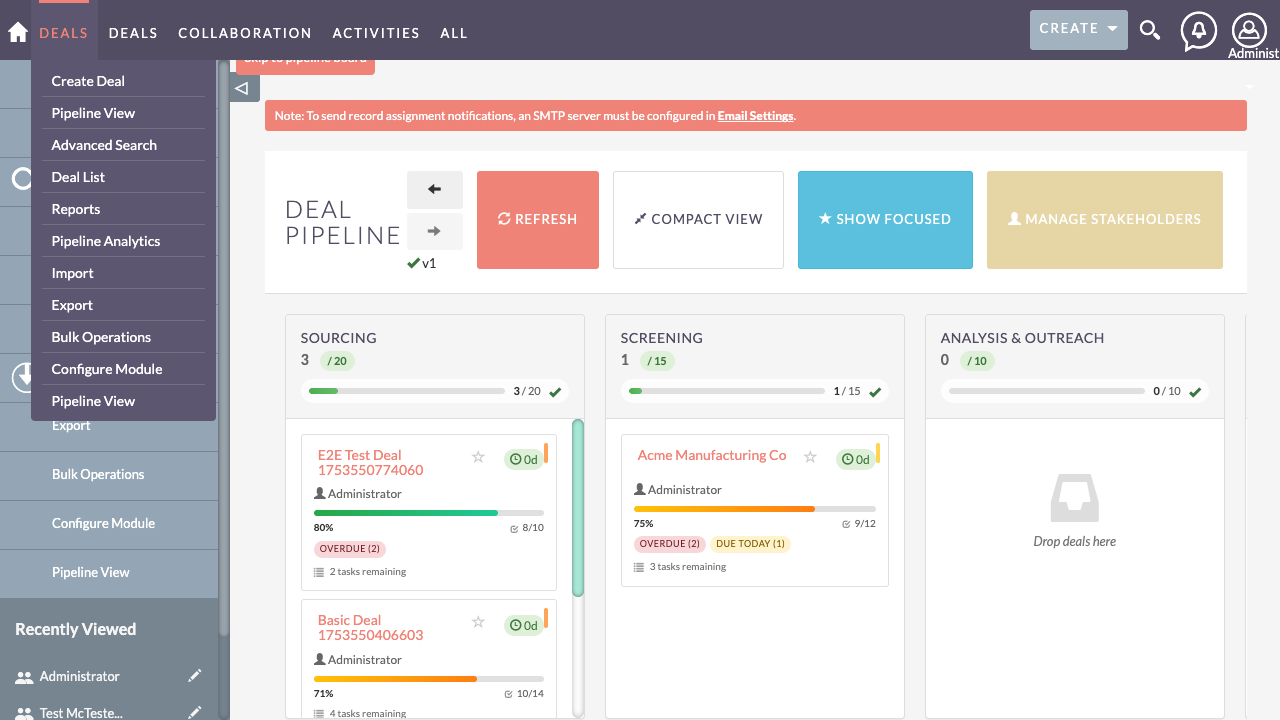 DEALS
DEALS
COLLABORATION
ACTIVITIES
ALL
CREATE
Administ
Create Deal
Pipeline View
Advanced Search
Deal List
Reports
Pipeline Analytics
Import
Export
Bulk Operations
Configure Module
Pipeline View
Export
Bulk Operations
Configure Module
Pipeline View
Recently Viewed
Administrator
Test McTeste...
Skip to pipeline board
Note: To send record assignment notifications, an SMTP server must be configured in Email Settings.
DEAL
PIPELINE
v1
REFRESH
COMPACT VIEW
SHOW FOCUSED
MANAGE STAKEHOLDERS
SOURCING
3 / 20
3 / 20
E2E Test Deal
1753550774060
0d
Administrator
80%
8/10
OVERDUE (2)
2 tasks remaining
Basic Deal
1753550406603
0d
Administrator
71%
10/14
4 tasks remaining
SCREENING
1 / 15
1 / 15
Acme Manufacturing Co
0d
Administrator
75%
9/12
OVERDUE (2) DUE TODAY (1)
3 tasks remaining
ANALYSIS & OUTREACH
0 / 10
0 / 10
Drop deals here